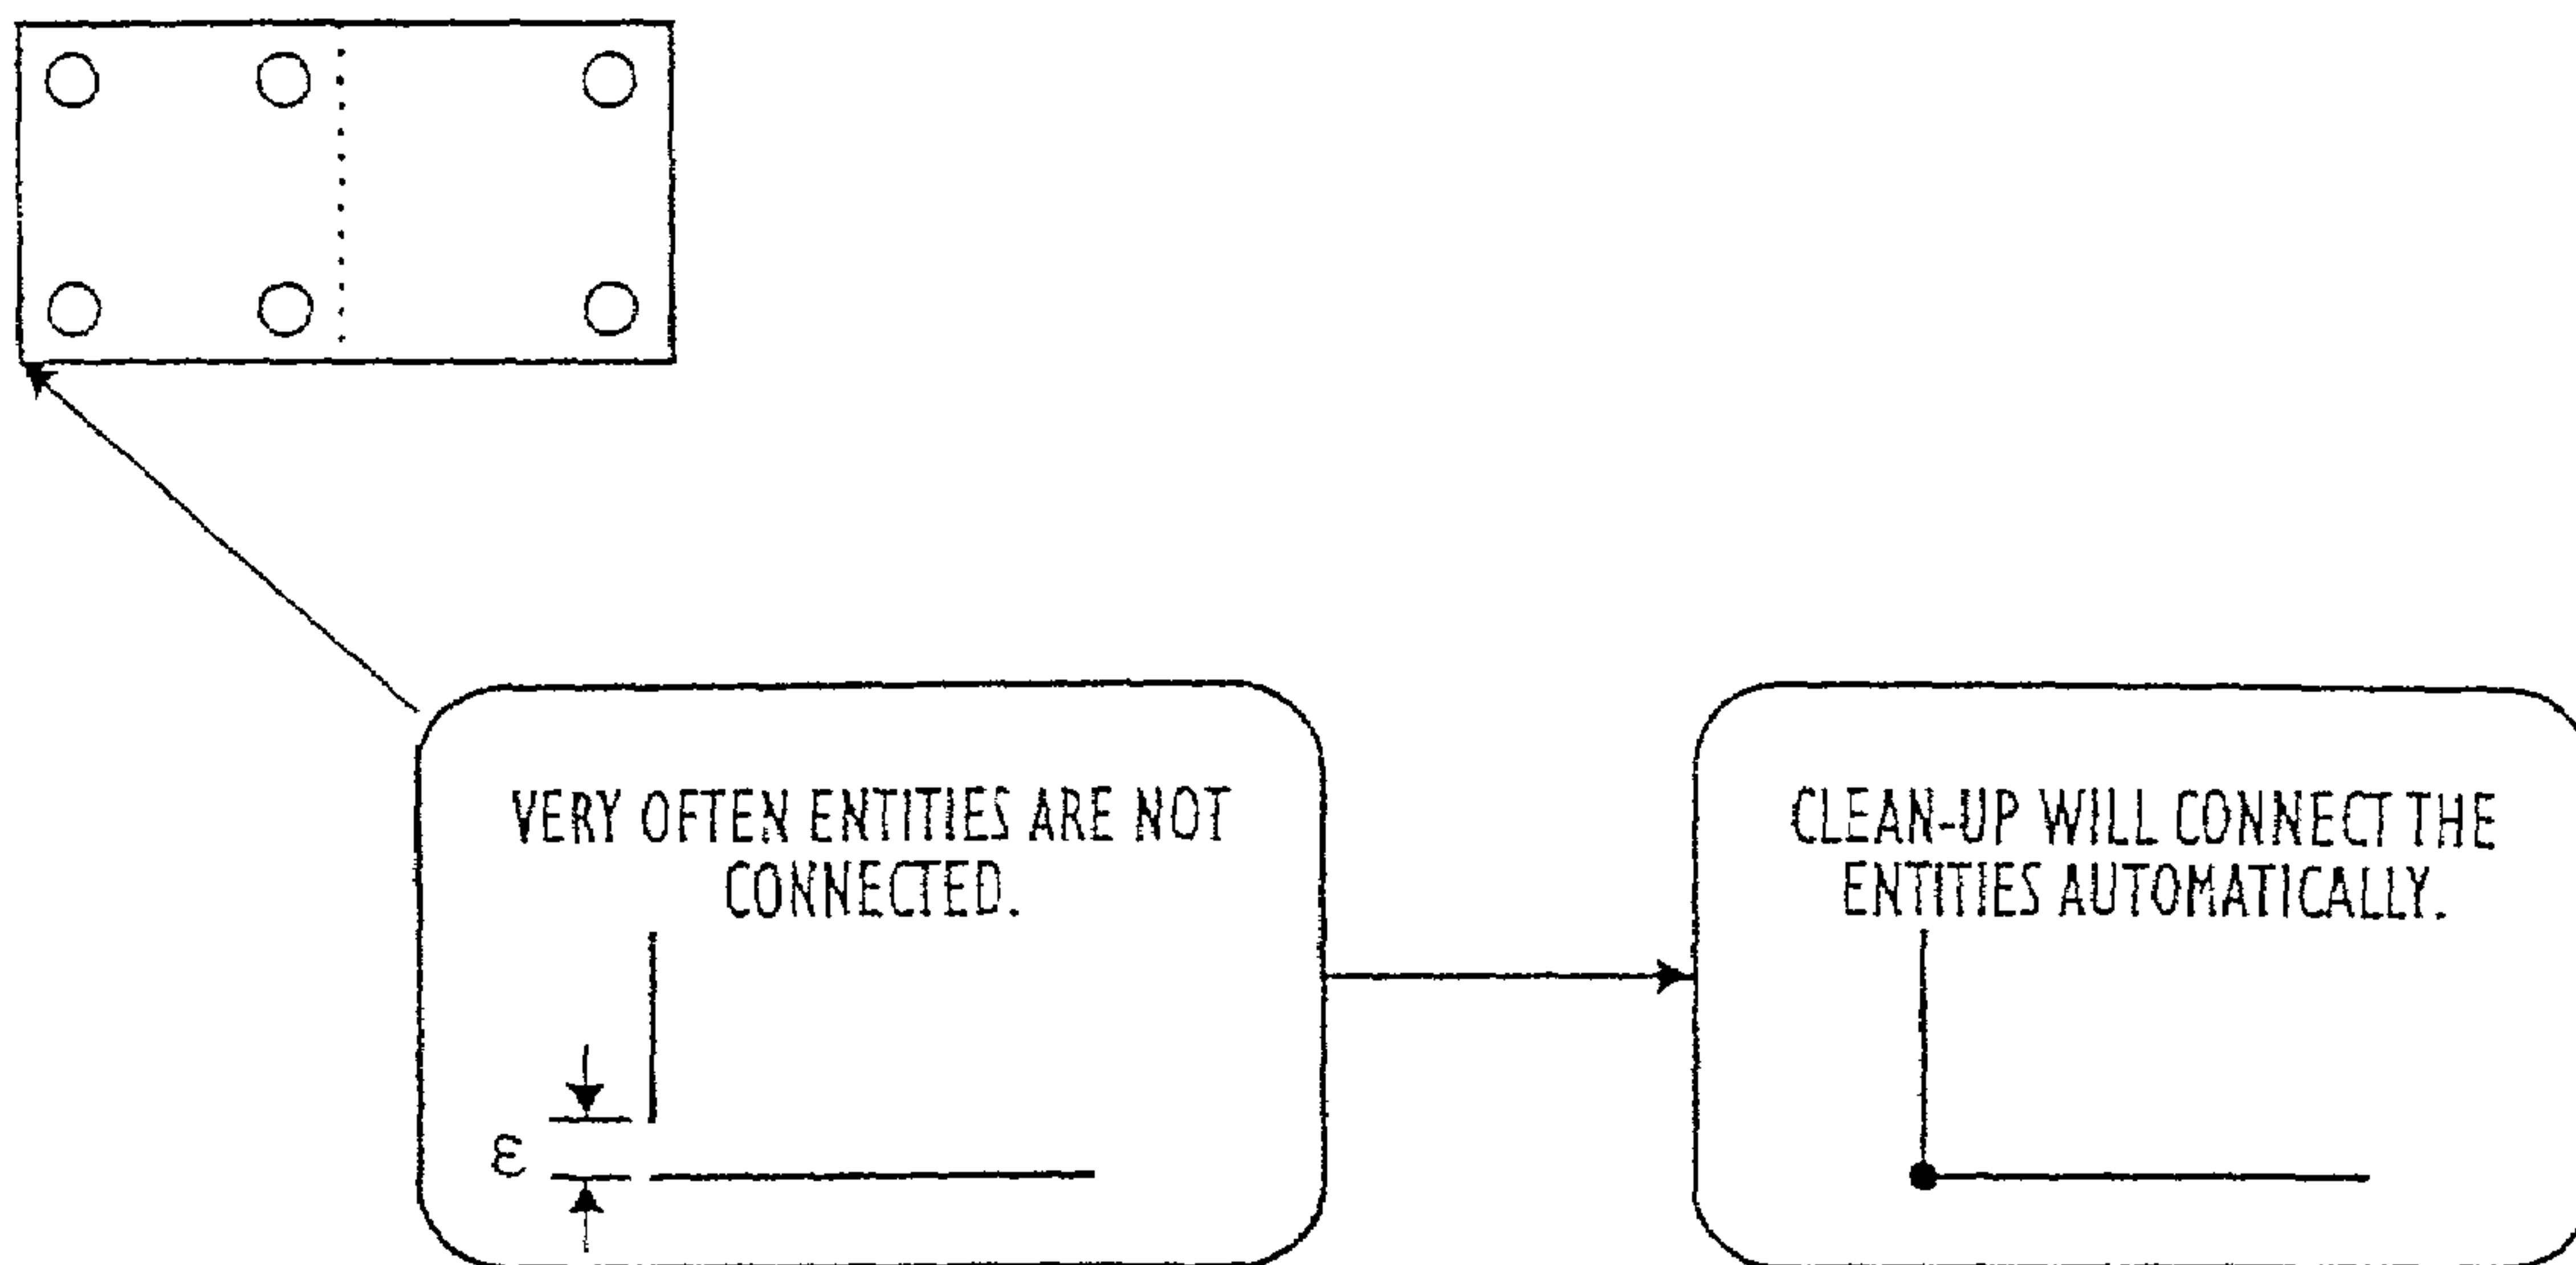 VERY OFTEN ENTITIES ARE NOT
CONNECTED.
ε
CLEAN-UP WILL CONNECT THE
ENTITIES AUTOMATICALLY.